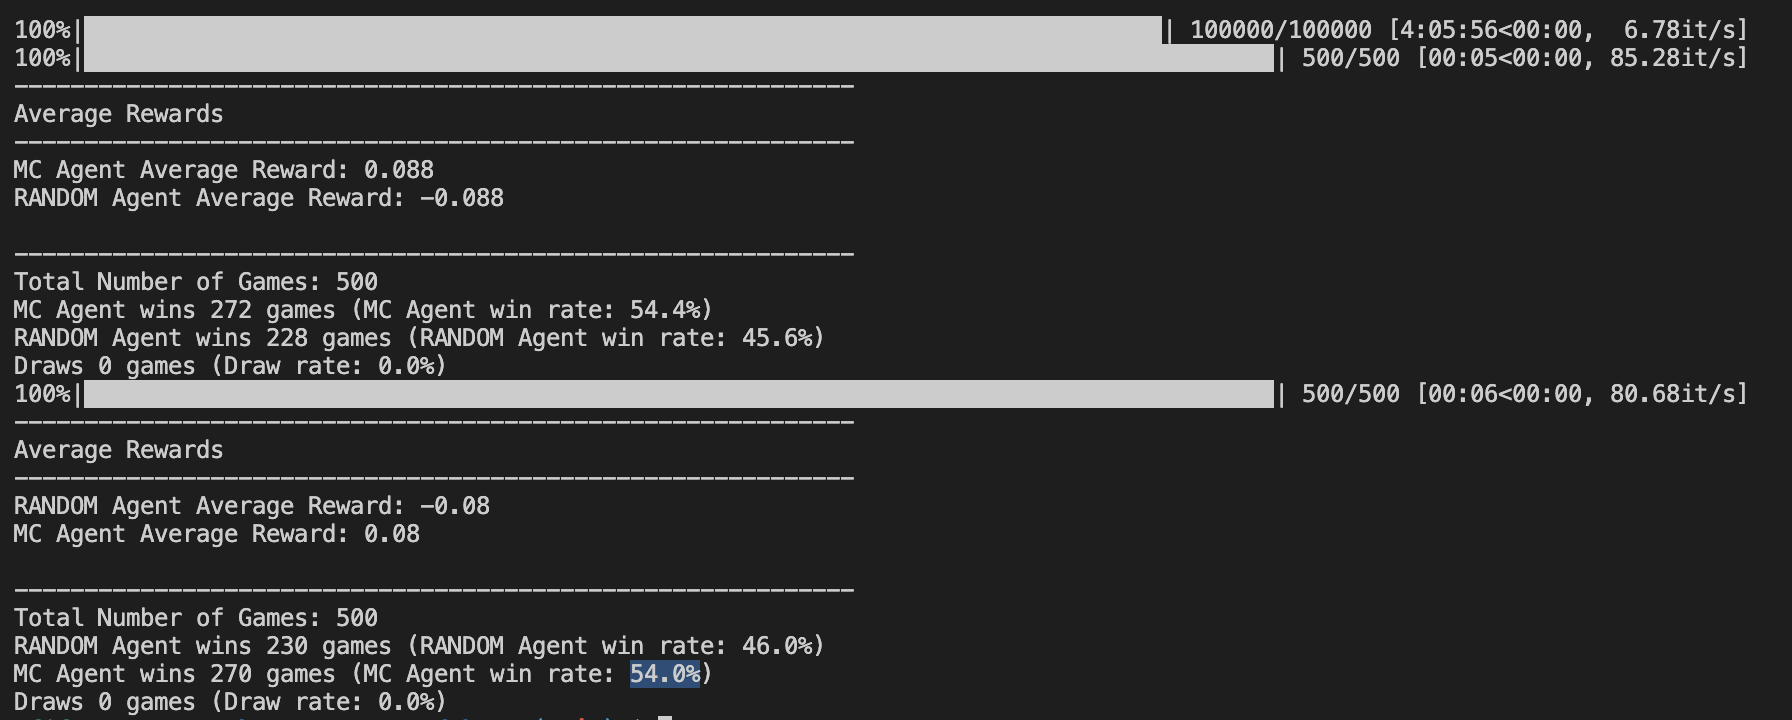 100%|| 100000/100000 [4:05:56<00:00,  6.78it/s]
100%|| 500/500 [00:05<00:00, 85.28it/s]
------------------------------------------------------------
Average Rewards
------------------------------------------------------------
MC Agent Average Reward: 0.088
RANDOM Agent Average Reward: -0.088
------------------------------------------------------------
Total Number of Games: 500
MC Agent wins 272 games (MC Agent win rate: 54.4%)
RANDOM Agent wins 228 games (RANDOM Agent win rate: 45.6%)
Draws 0 games (Draw rate: 0.0%)
100%|| 500/500 [00:06<00:00, 80.68it/s]
------------------------------------------------------------
Average Rewards
------------------------------------------------------------
RANDOM Agent Average Reward: -0.08
MC Agent Average Reward: 0.08
------------------------------------------------------------
Total Number of Games: 500
RANDOM Agent wins 230 games (RANDOM Agent win rate: 46.0%)
MC Agent wins 270 games (MC Agent win rate: 54.0%)
Draws 0 games (Draw rate: 0.0%)